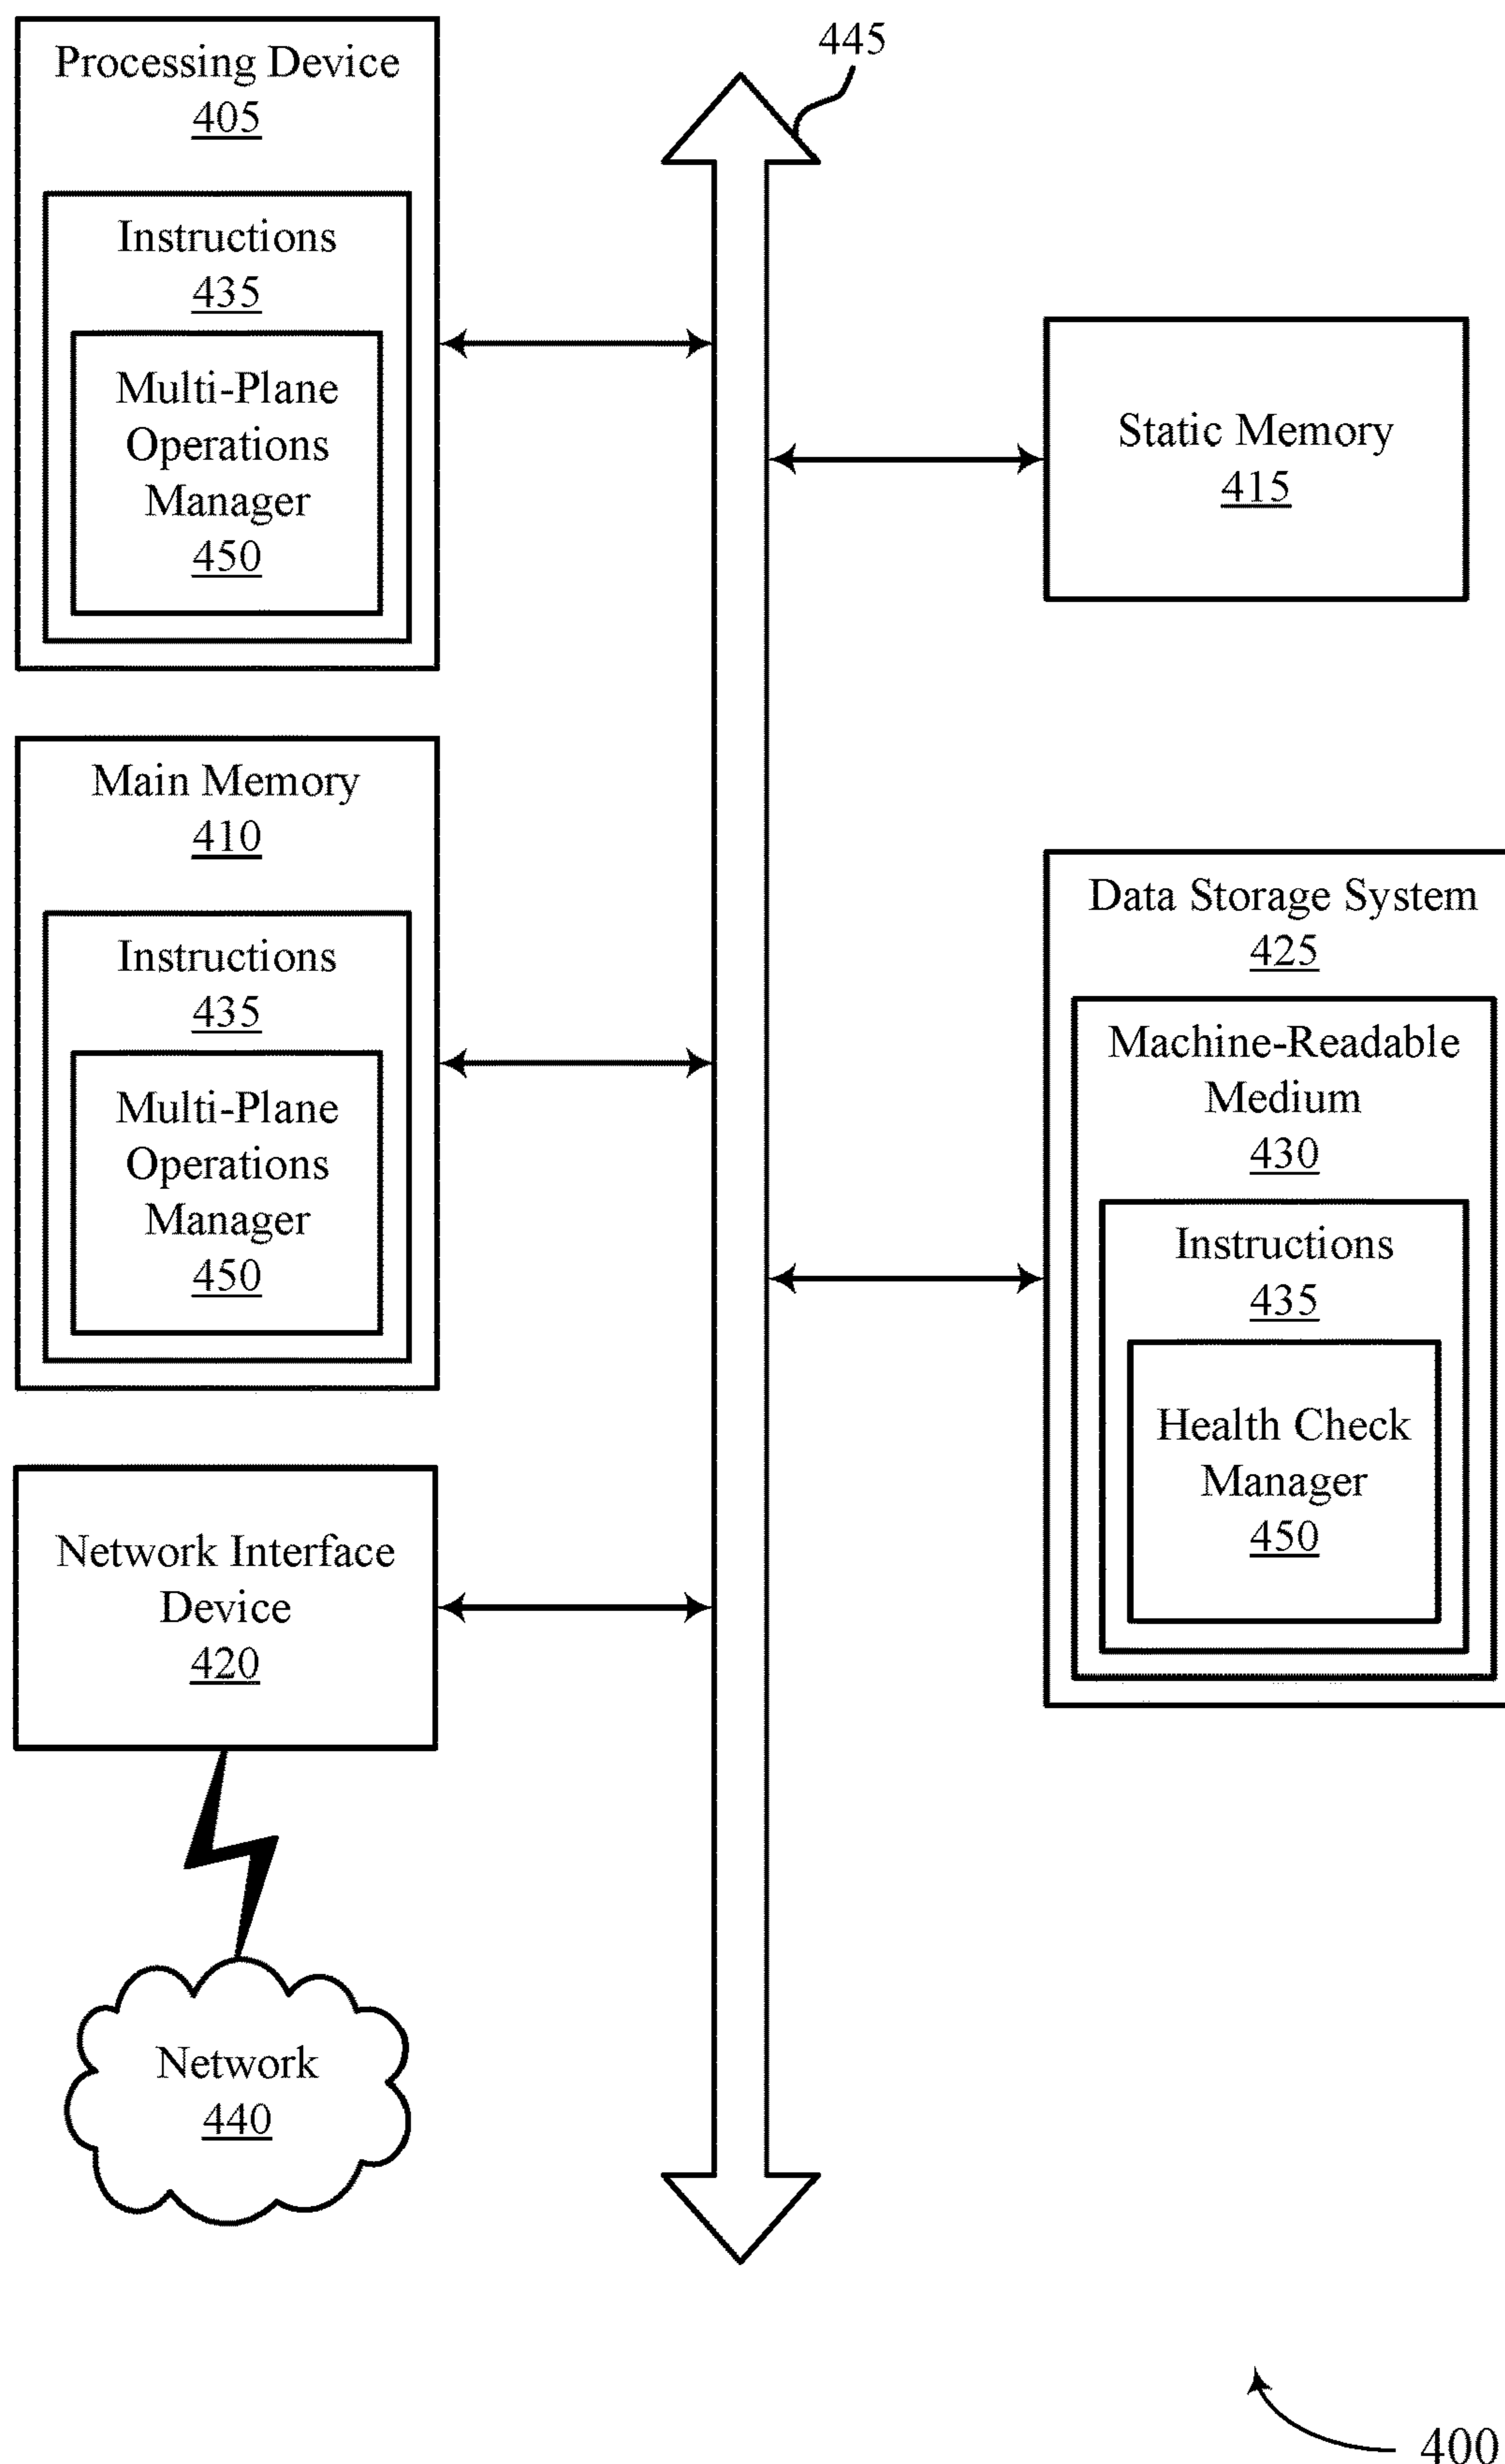 Processing Device
405
Instructions
435
Multi-Plane
Operations
Manager
450
Main Memory
410
Instructions
435
Multi-Plane
Operations
Manager
450
Network Interface
Device
420
Network
440
445
Static Memory
415
Data Storage System
425
Machine-Readable
Medium
430
Instructions
435
Health Check
Manager
450
400